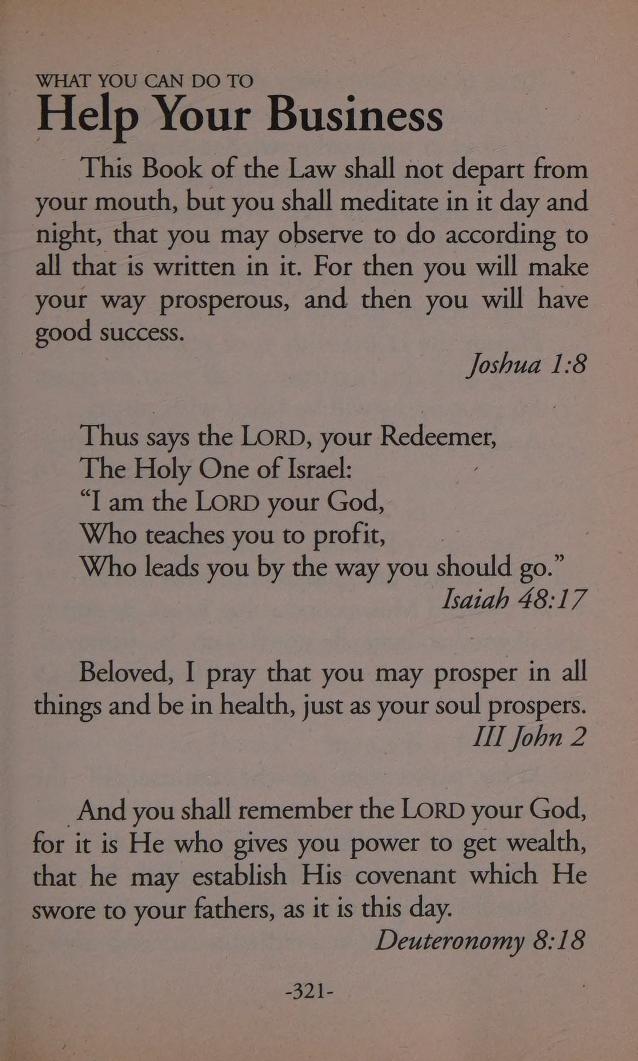 WHAT YOU CAN DO TO
Help Your Business
This Book of the Law shall not depart from
your mouth, but you shall meditate in it day and
night, that you may observe to do according to
all that is written in it. For then you will make
your way prosperous, and then you will have
good success.
Joshua 1:8
Thus says the LORD, your Redeemer,
The Holy One of Israel:
“I am the LORD your God,
Who teaches you to profit,
Who leads you by the way you should go.”
Isaiah 48:17
Beloved, I pray that you may prosper in all
things and be in health, just as your soul prospers.
III John 2
And you shall remember the LORD your God,
for it is He who gives you power to get wealth,
that he may establish His covenant which He
swore to your fathers, as it is this day.
Deuteronomy 8:18
-321-